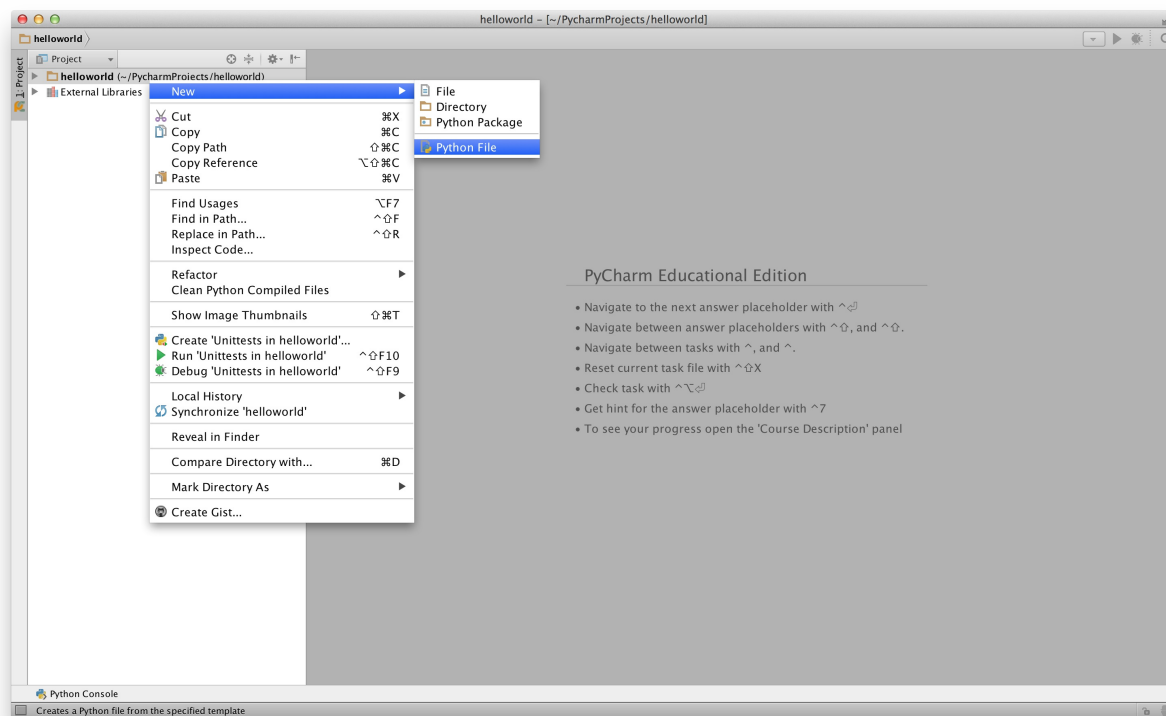 helloworld – [~/PycharmProjects/helloworld]
helloworld
1: Project
Project
helloworld (~/PycharmProjects/helloworld)
External Libraries
New
Cut ⌘X
Copy ⌘C
Copy Path ⇧⌘C
Copy Reference ⌥⇧⌘C
Paste ⌘V
Find Usages ⌥F7
Find in Path... ^⇧F
Replace in Path... ^⇧R
Inspect Code...
Refactor
Clean Python Compiled Files
Show Image Thumbnails ⇧⌘T
Create 'Unittests in helloworld'...
Run 'Unittests in helloworld' ^⇧F10
Debug 'Unittests in helloworld' ^⇧F9
Local History
Synchronize 'helloworld'
Reveal in Finder
Compare Directory with... ⌘D
Mark Directory As
Create Gist...
File
Directory
Python Package
Python File
PyCharm Educational Edition
• Navigate to the next answer placeholder with ^⏎
• Navigate between answer placeholders with ^⇧, and ^⇧.
• Navigate between tasks with ^, and ^.
• Reset current task file with ^⇧X
• Check task with ^⌥⏎
• Get hint for the answer placeholder with ^7
• To see your progress open the 'Course Description' panel
Python Console
Creates a Python file from the specified template